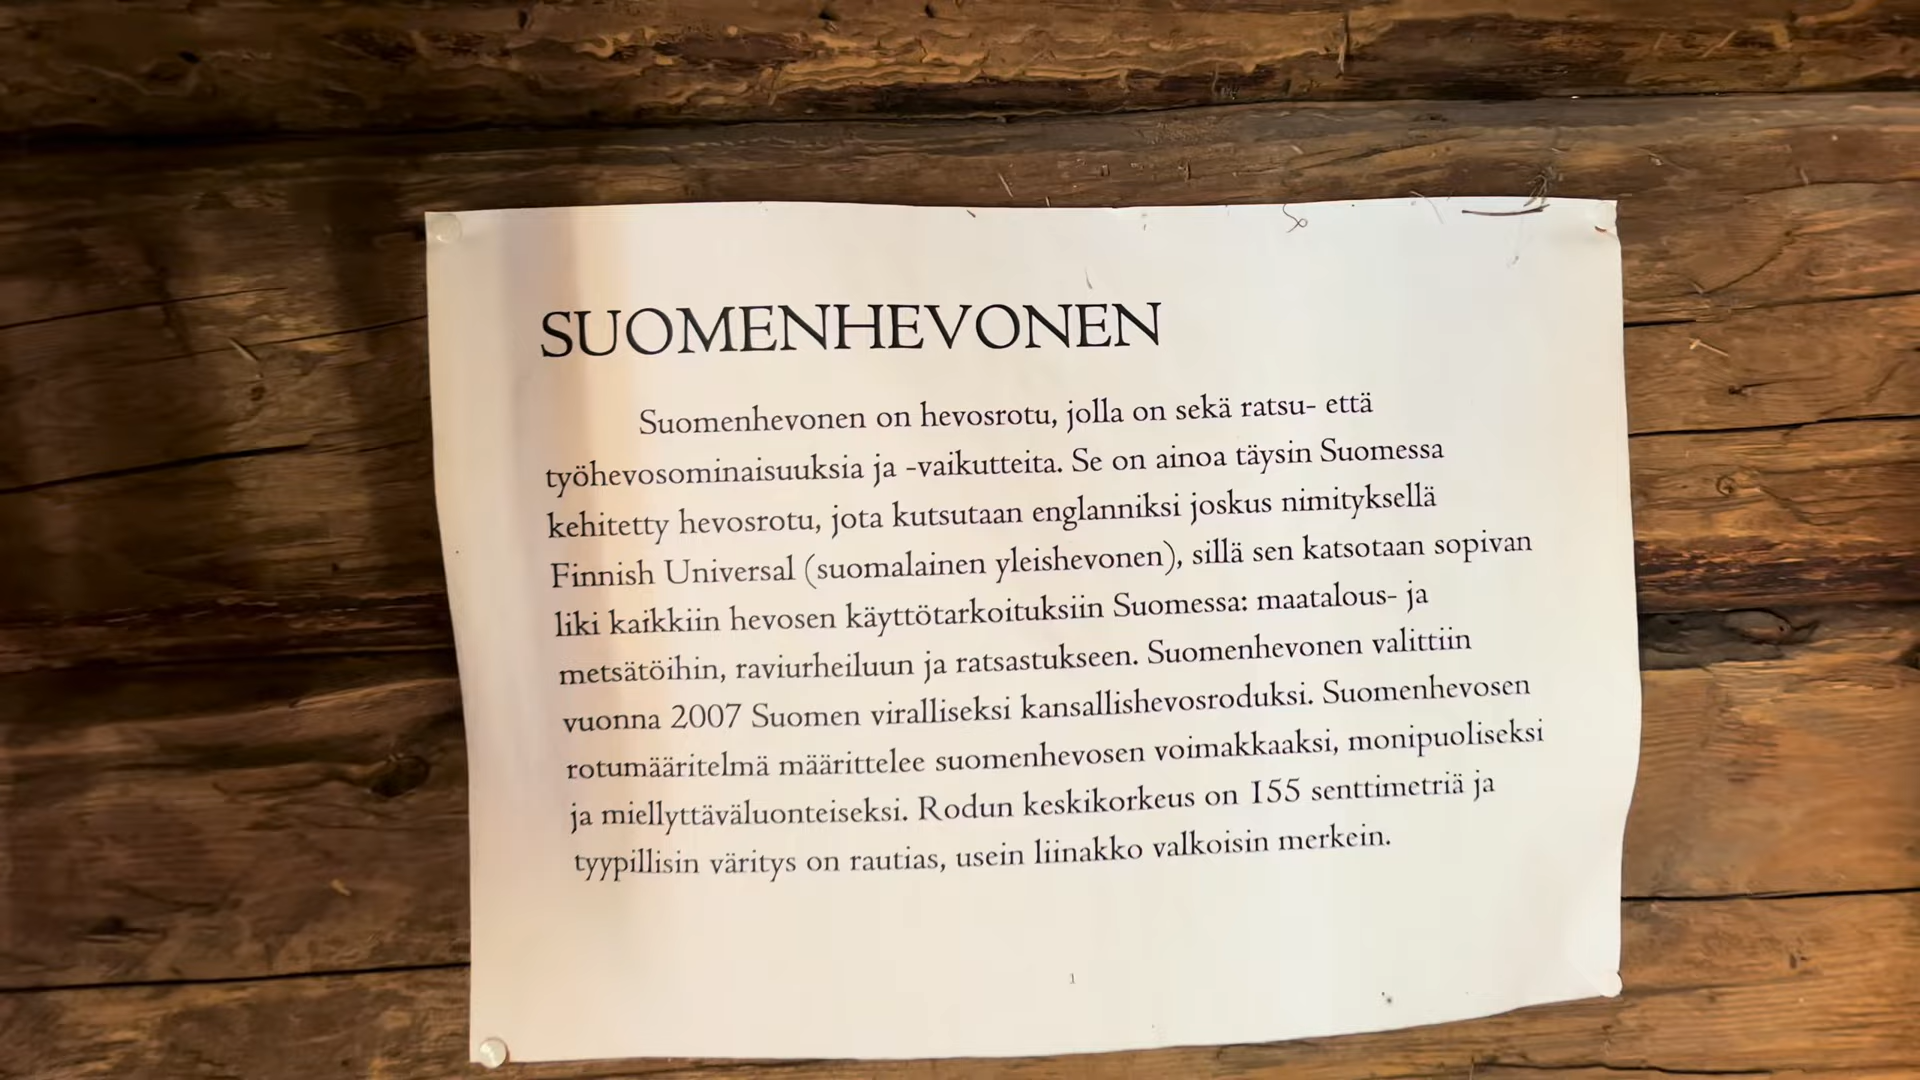 SUOMENHEVONEN
Suomenhevonen on hevosrotu, jolla on sekä ratsu- että
työhevosominaisuuksia ja -vaikutteita. Se on ainoa täysin Suomessa
kehitetty hevosrotu, jota kutsutaan englanniksi joskus nimityksellä
Finnish Universal (suomalainen yleishevonen), sillä sen katsotaan sopivan
liki kaikkiin hevosen käyttötarkoituksiin Suomessa: maatalous- ja
metsätöihin, raviurheiluun ja ratsastukseen. Suomenhevonen valittiin
vuonna 2007 Suomen viralliseksi kansallishevosroduksi. Suomenhevosen
rotumääritelmä määrittelee suomenhevosen voimakkaaksi, monipuoliseksi
ja miellyttäväluonteiseksi. Rodun keskikorkeus on 155 senttimetriä ja
tyypillisin väritys on rautias, usein liinakko valkoisin merkein.
1